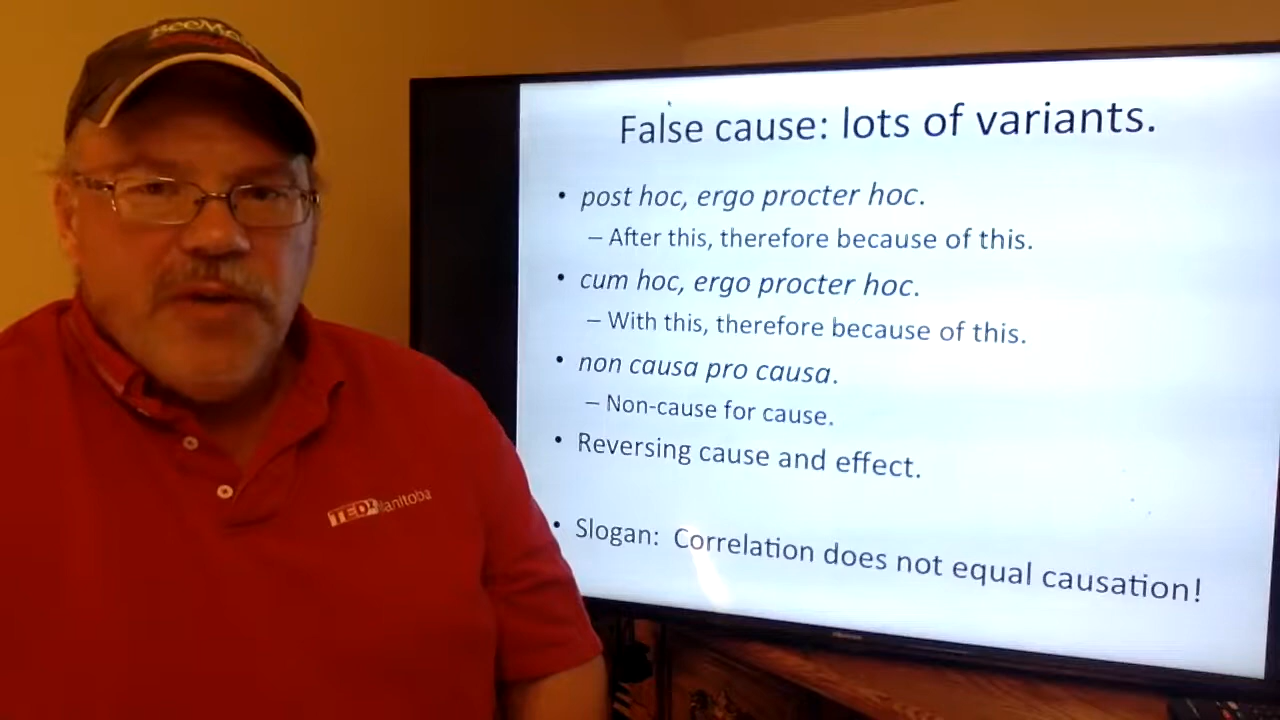 False cause: lots of variants.
• post hoc, ergo procter hoc.
– After this, therefore because of this.
• cum hoc, ergo procter hoc.
– With this, therefore because of this.
• non causa pro causa.
– Non-cause for cause.
• Reversing cause and effect.
• Slogan: Correlation does not equal causation!
TEDxManitoba